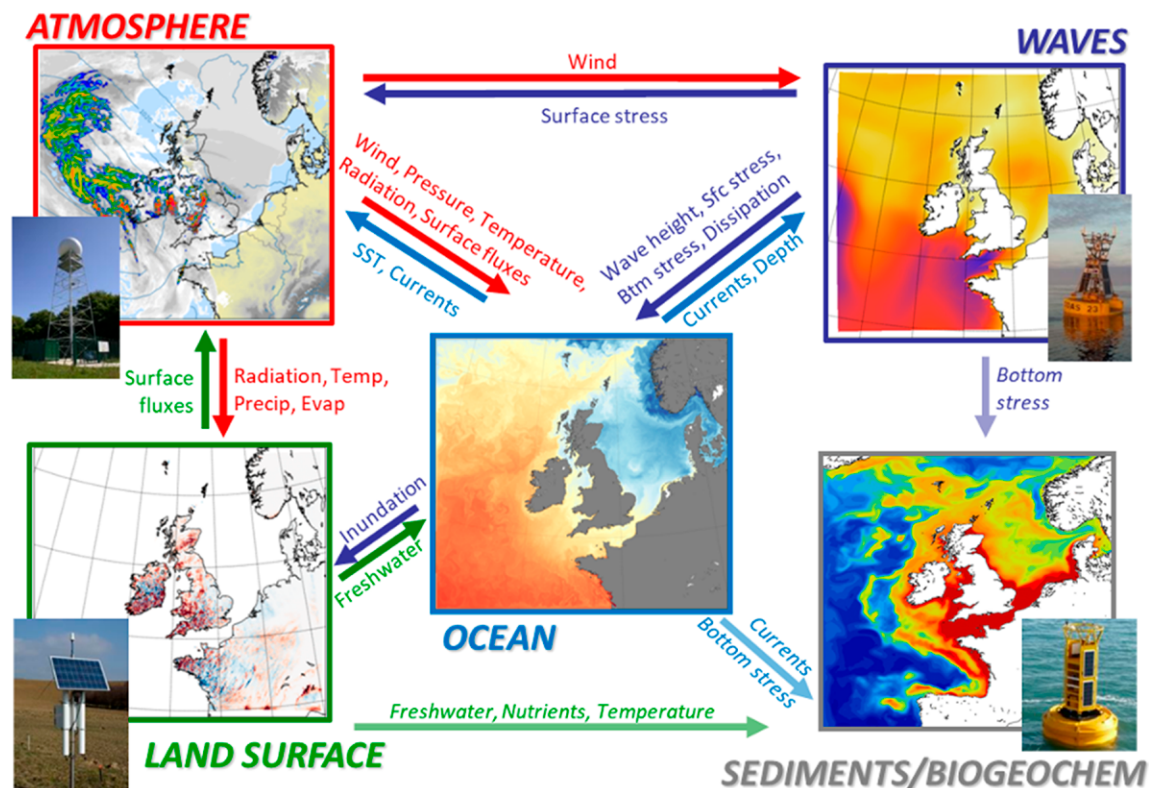 ATMOSPHERE
WAVES
Wind
Surface stress
Wind, Pressure, Temperature,
Radiation, Surface fluxes
SST, Currents
Wave height, Sfc stress,
Btm stress, Dissipation
Currents, Depth
Surface
fluxes
Radiation, Temp,
Precip, Evap
Bottom
stress
Inundation
Freshwater
OCEAN
Currents
Bottom stress
Freshwater, Nutrients, Temperature
LAND SURFACE
SEDIMENTS/BIOGEOCHEM